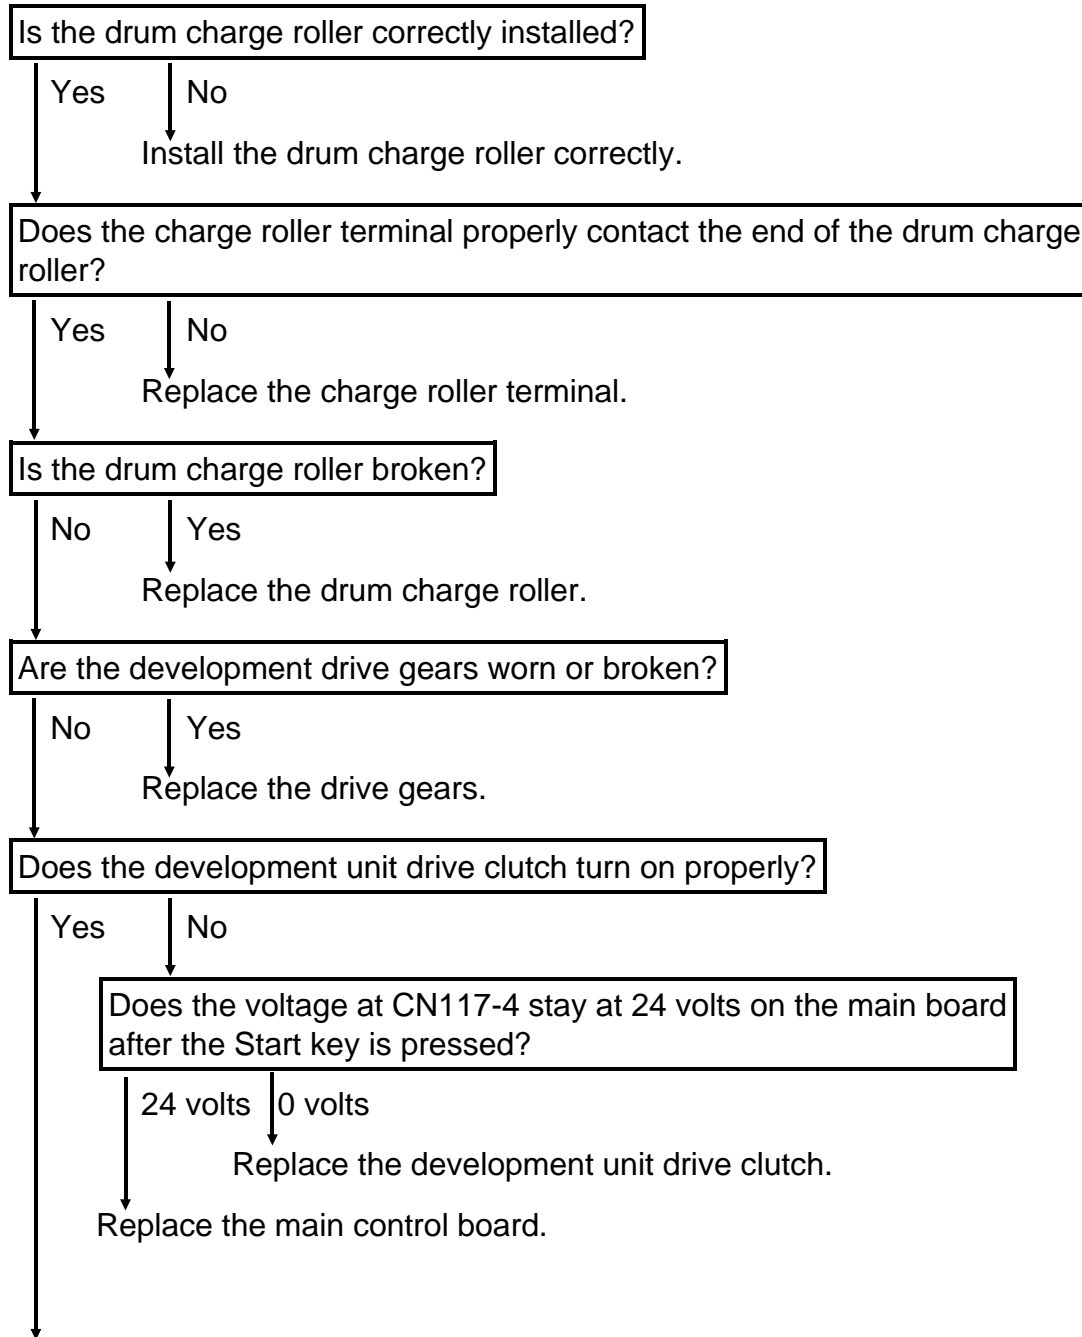 Is the drum charge roller correctly installed?
Yes No
Install the drum charge roller correctly.
Does the charge roller terminal properly contact the end of the drum charge
roller?
Yes No
Replace the charge roller terminal.
Is the drum charge roller broken?
No Yes
Replace the drum charge roller.
Are the development drive gears worn or broken?
No Yes
Replace the drive gears.
Does the development unit drive clutch turn on properly?
Yes No
Does the voltage at CN117-4 stay at 24 volts on the main board
after the Start key is pressed?
24 volts 0 volts
Replace the development unit drive clutch.
Replace the main control board.